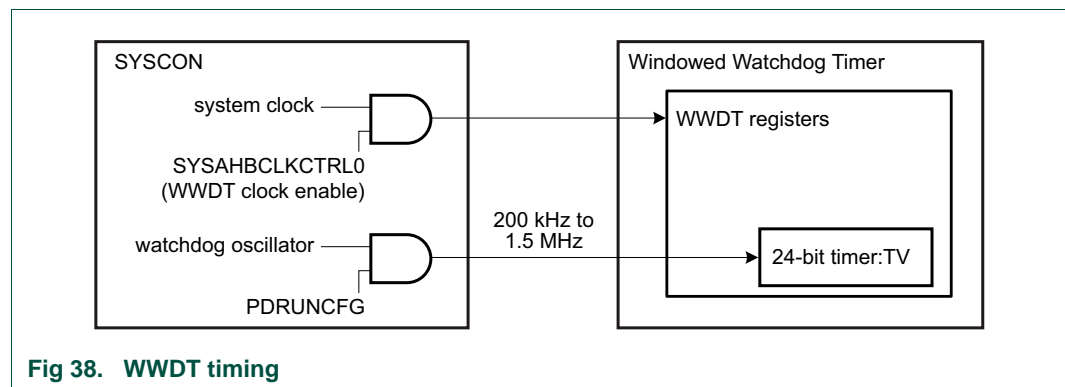 SYSCON
system clock
SYSAHBCLKCTRL0
(WWDT clock enable)
watchdog oscillator
PDRUNCFG
200 kHz to
1.5 MHz
Windowed Watchdog Timer
WWDT registers
24-bit timer:TV
Fig 38. WWDT timing